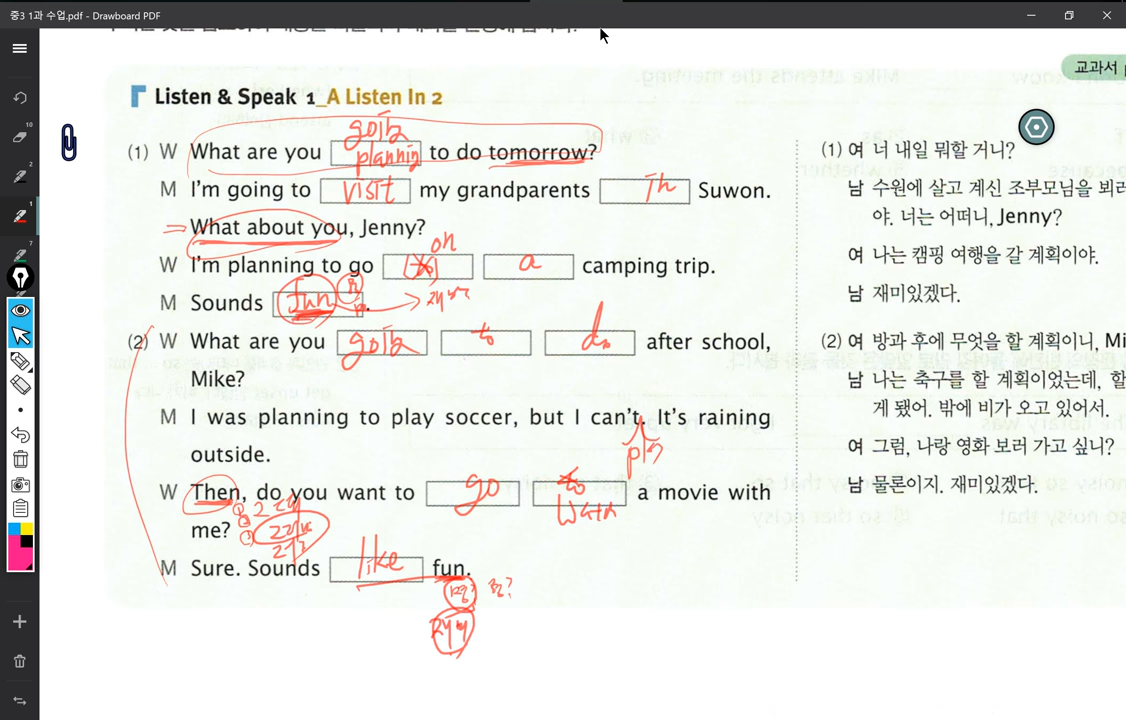 중3 1과 수업.pdf - Drawboard PDF
교과서
Listen & Speak 1_A Listen In 2
going
(1) W What are you planning to do tomorrow?
M I'm going to visit my grandparents in Suwon.
What about you, Jenny?
on
W I'm planning to go a camping trip.
M Sounds fun.
(2) W What are you going to do after school,
Mike?
M I was planning to play soccer, but I can't. It's raining
outside.
play
W Then, do you want to go to a movie with
watch
me?
M Sure. Sounds like fun.
(1) 여 너 내일 뭐할 거니?
남 수원에 살고 계신 조부모님을 뵈러
야. 너는 어떠니, Jenny?
여 나는 캠핑 여행을 갈 계획이야.
남 재미있겠다.
(2) 여 방과 후에 무엇을 할 계획이니, Mi
남 나는 축구를 할 계획이었는데, 할
게 됐어. 밖에 비가 오고 있어서.
여 그럼, 나랑 영화 보러 가고 싶니?
남 물론이지. 재미있겠다.